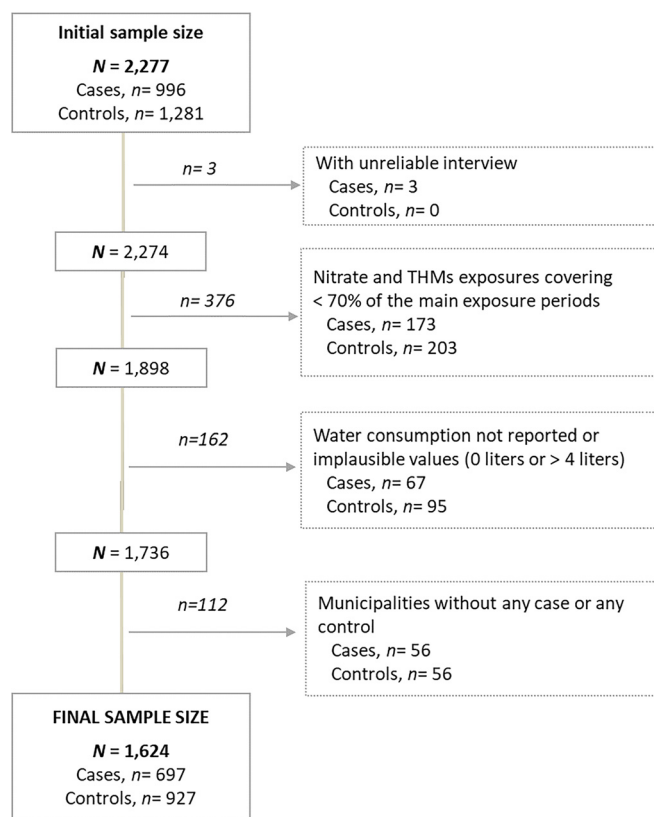 Initial sample size
N = 2,277
Cases, n= 996
Controls, n= 1,281
n= 3
With unreliable interview
Cases, n= 3
Controls, n= 0
N = 2,274
n= 376
Nitrate and THMs exposures covering
< 70% of the main exposure periods
Cases, n= 173
Controls, n= 203
N = 1,898
n=162
Water consumption not reported or
implausible values (0 liters or > 4 liters)
Cases, n= 67
Controls, n= 95
N = 1,736
n=112
Municipalities without any case or any
control
Cases, n= 56
Controls, n= 56
FINAL SAMPLE SIZE
N = 1,624
Cases, n= 697
Controls, n= 927